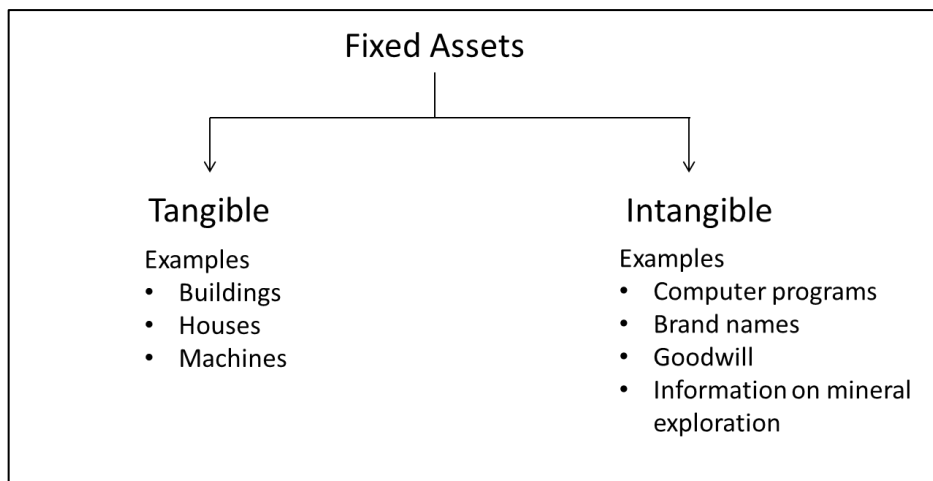 Fixed Assets
Tangible
Examples
• Buildings
• Houses
• Machines
Intangible
Examples
• Computer programs
• Brand names
• Goodwill
• Information on mineral
exploration